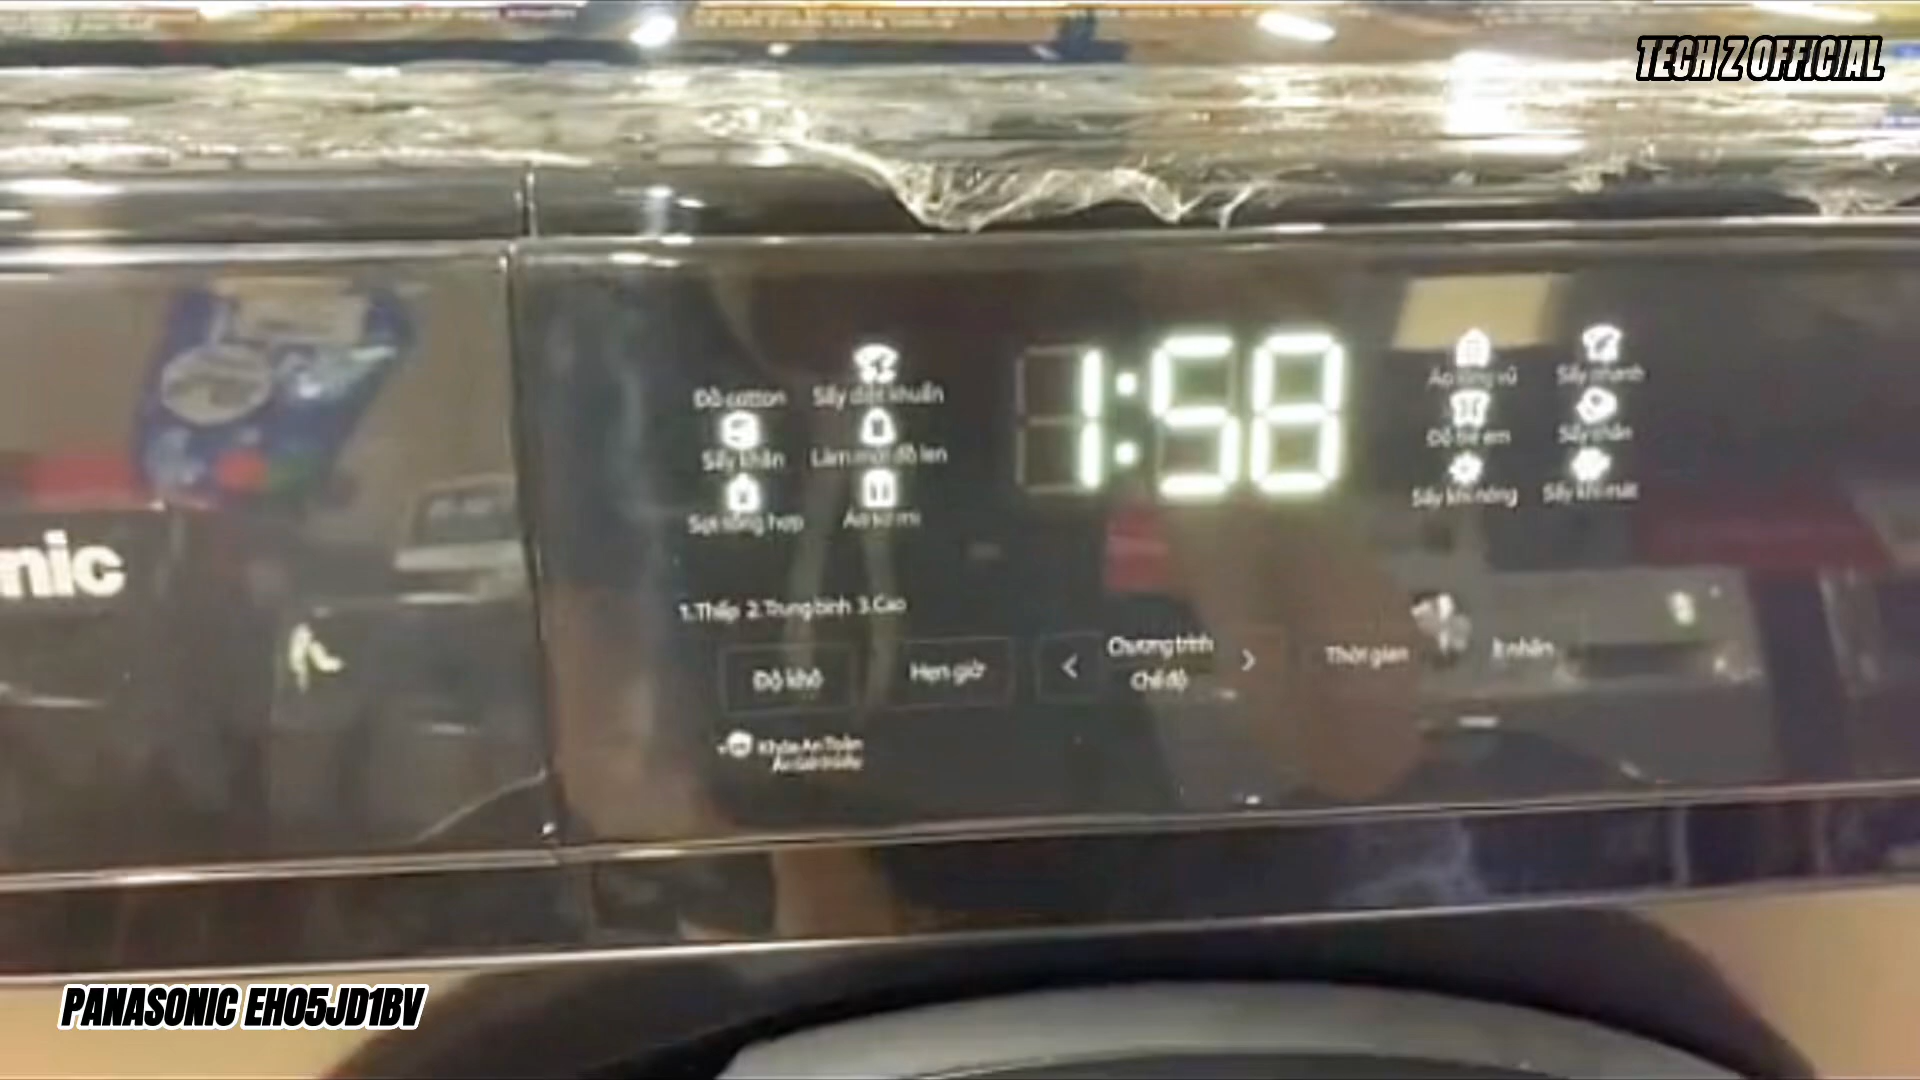 TECH Z OFFICIAL
Đồ cotton
Sấy diệt khuẩn
1:58
Áo lông vũ
Sấy nhanh
Sấy khăn
Làm mới đồ len
Đồ trẻ em
Sấy chăn
Sợi tổng hợp
Áo sơ mi
Sấy khí nóng
Sấy khí mát
nic
1.Thấp 2.Trung bình 3.Cao
Độ khô
Hẹn giờ
<
Chương trình
Chế độ
>
Thời gian
Ít nhăn
Khóa An Toàn
PANASONIC EH05JD1BV